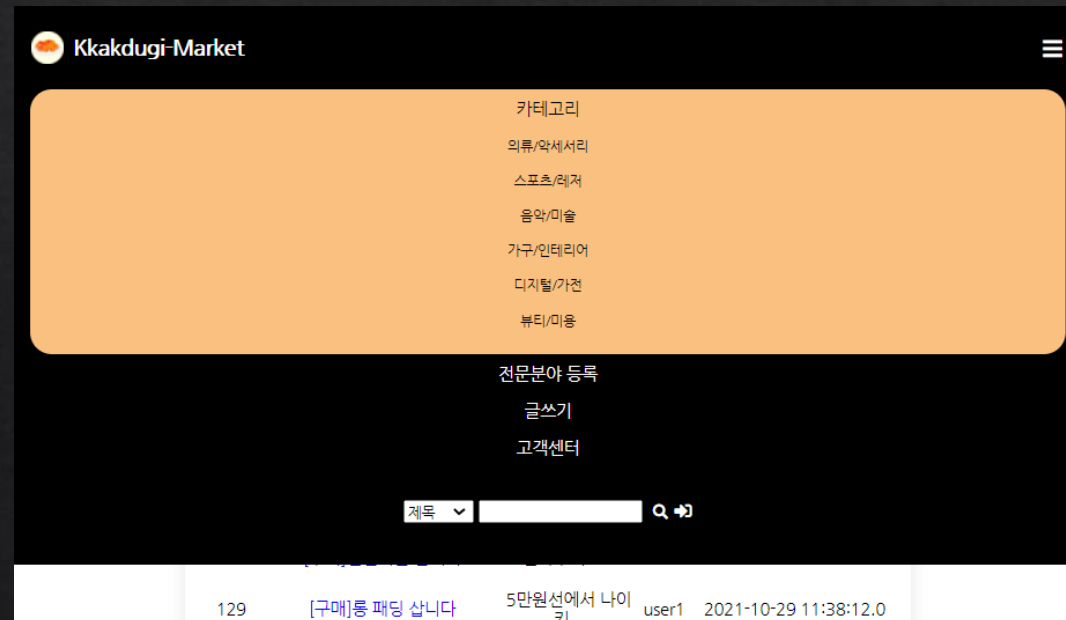 Kkakdugi-Market
카테고리
의류/악세서리
스포츠/레저
음악/미술
가구/인테리어
디지털/가전
뷰티/미용
전문분야 등록
글쓰기
고객센터
제목
129 [구매]롱 패딩 삽니다 5만원선에서 나이 user1 2021-10-29 11:38:12.0